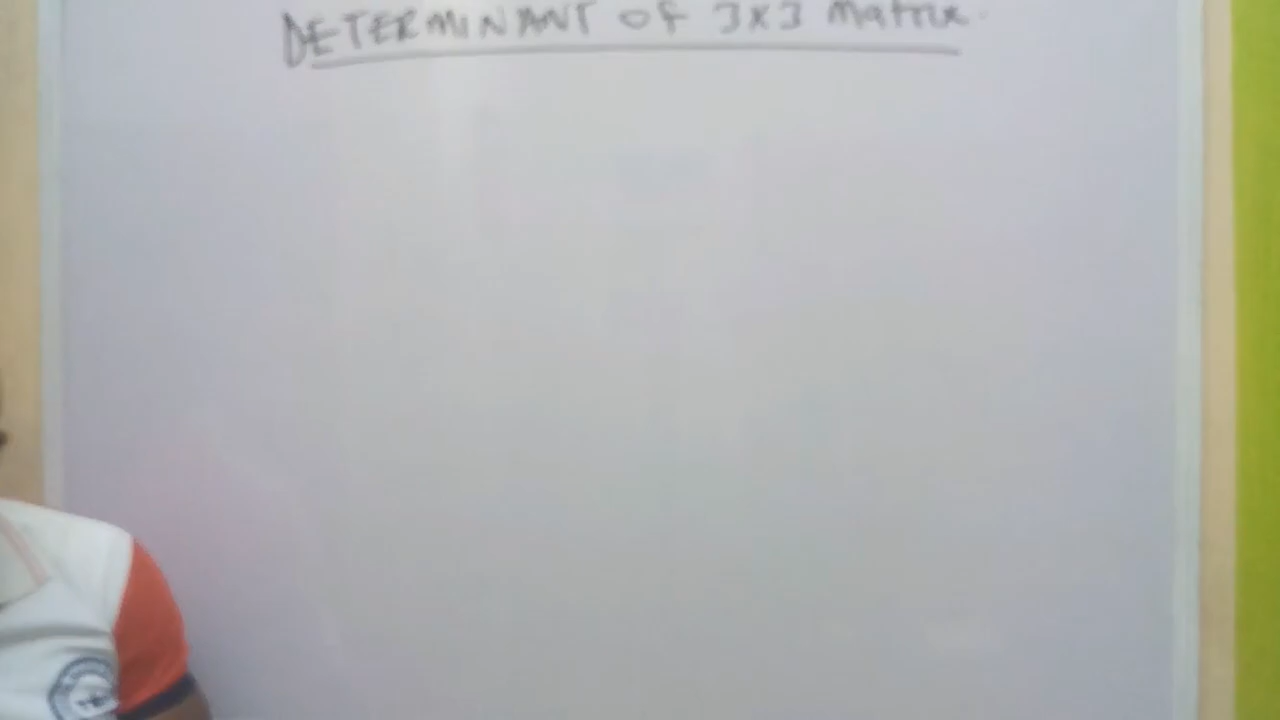 DETERMINANT OF 3x3 Matrix.